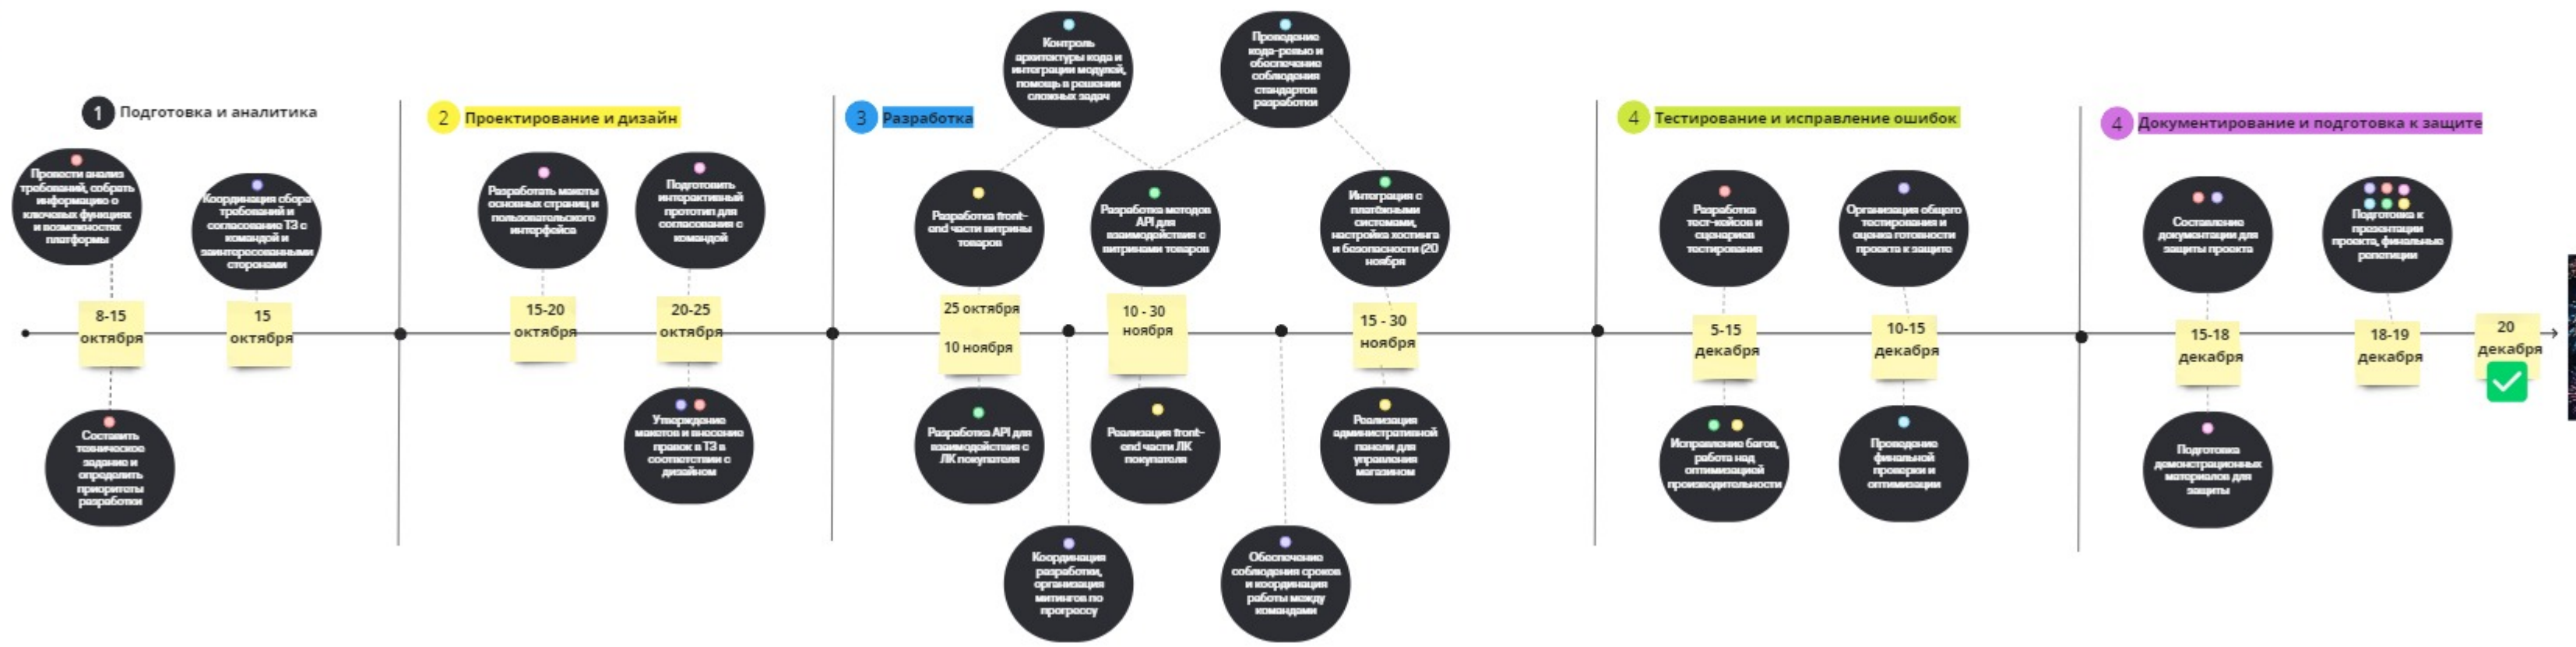 1 Подготовка и аналитика
Провести анализ
требований, собрать
информацию о
ключевых функциях
и возможностях
платформы
Координация сбора
требований и
согласование ТЗ с
командой и
заинтересованными
сторонами
8-15
октября
15
октября
Составить
техническое
задание и
определить
приоритеты
разработки
2 Проектирование и дизайн
Разработать макеты
основных страниц и
пользовательского
интерфейса
Подготовить
интерактивный
прототип для
согласования с
командой
15-20
октября
20-25
октября
Утверждение
макетов и внесение
правок в ТЗ в
соответствии с
дизайном
3 Разработка
Контроль
архитектуры кода и
интеграции модулей,
помощь в решении
сложных задач
Проведение
кода-ревью и
обеспечение
соблюдения
стандартов
разработки
Разработка front-
end части витрины
товаров
Разработка методов
API для
взаимодействия с
витринами товаров
Интеграция с
платёжными
системами,
настройка хостинга
и безопасности (20
ноября
25 октября
10 ноября
10 - 30
ноября
15 - 30
ноября
Разработка API для
взаимодействия с
ЛК покупателя
Реализация front-
end части ЛК
покупателя
Реализация
административной
панели для
управления
магазином
Координация
разработки,
организация
митингов по
прогрессу
Обеспечение
соблюдения сроков
и координация
работы между
командами
4 Тестирование и исправление ошибок
Разработка
тест-кейсов и
сценариев
тестирования
Организация общего
тестирования и
оценка готовности
проекта к защите
5-15
декабря
10-15
декабря
Исправление багов,
работа над
оптимизацией
производительности
Проведение
финальной
проверки и
оптимизации
4 Документирование и подготовка к защите
Составление
документации для
защиты проекта
Подготовка к
презентации
проекта, финальные
репетиции
15-18
декабря
18-19
декабря
20
декабря
Подготовка
демонстрационных
материалов для
защиты